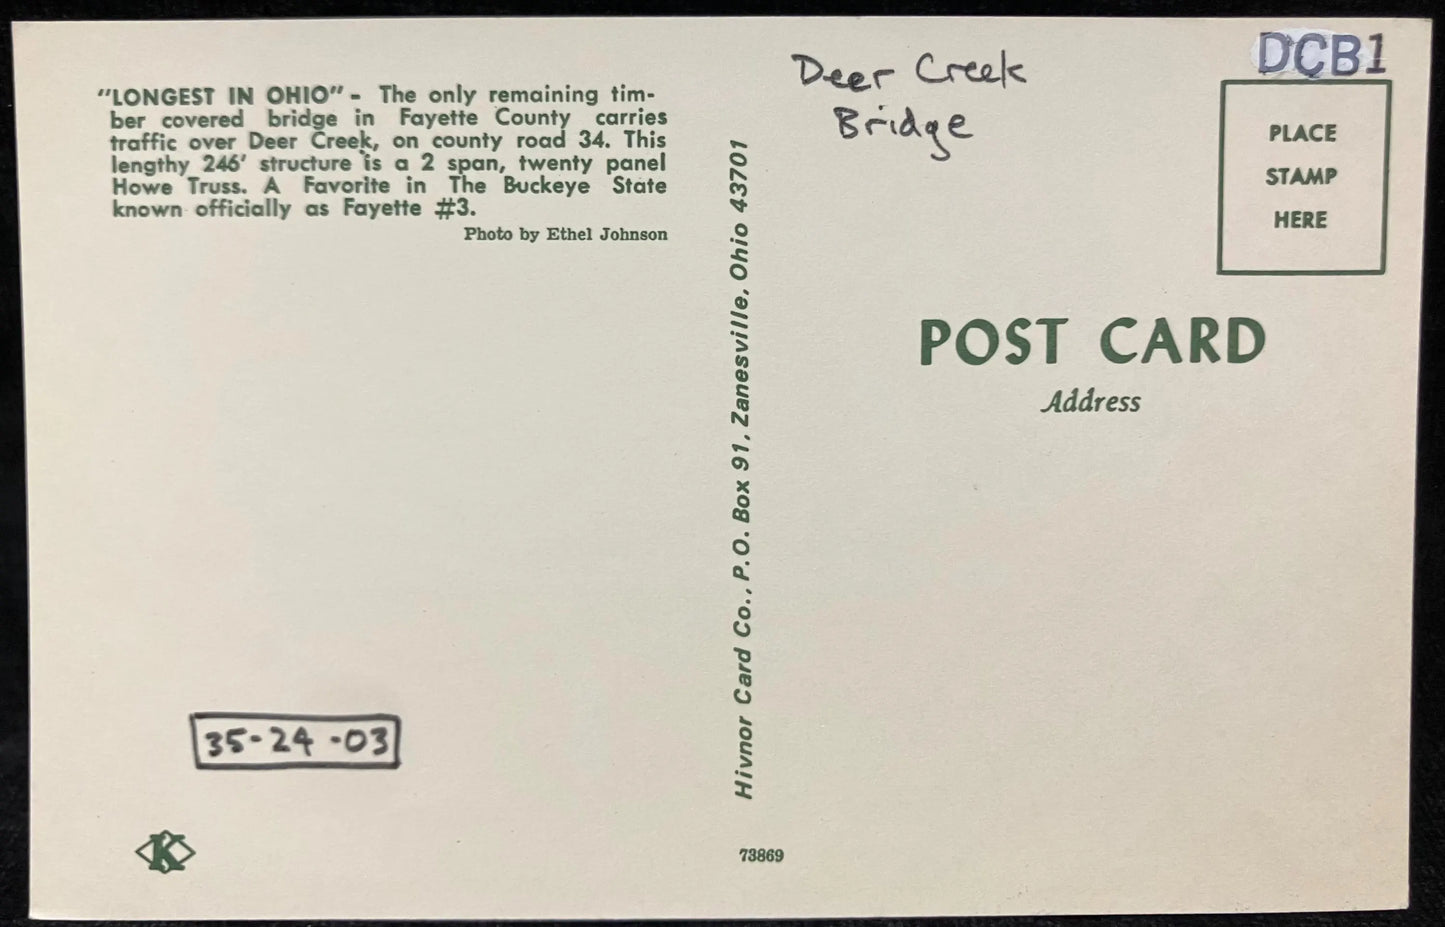 "LONGEST IN OHIO" - The only remaining tim-
ber covered bridge in Fayette County carries
traffic over Deer Creek, on county road 34. This
lengthy 246' structure is a 2 span, twenty panel
Howe Truss. A Favorite in The Buckeye State
known officially as Fayette #3.
Photo by Ethel Johnson
35-24-03
K
Hivnor Card Co., P.O. Box 91, Zanesville, Ohio 43701
73869
Deer Creek
Bridge
DCB1
PLACE
STAMP
HERE
POST CARD
Address